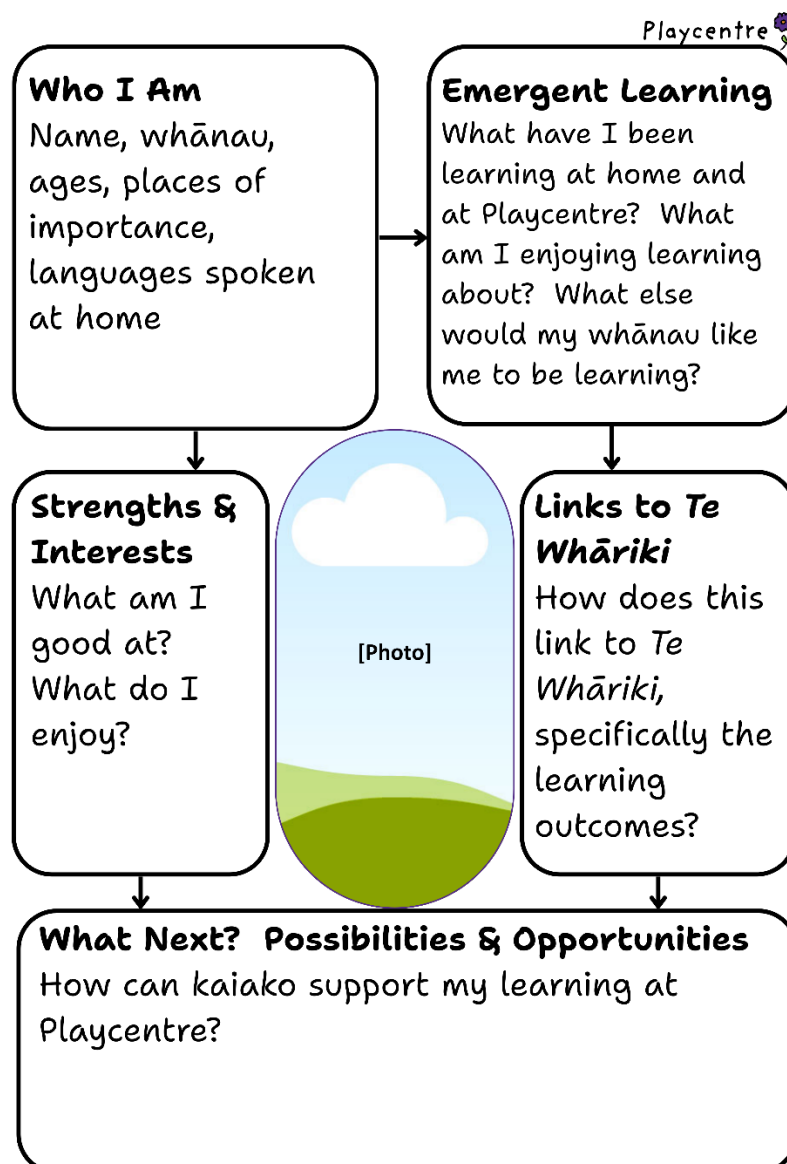 Playcentre
Who I Am
Name, whānau,
ages, places of
importance,
languages spoken
at home
Emergent Learning
What have I been
learning at home and
at Playcentre? What
am I enjoying learning
about? What else
would my whānau like
me to be learning?
Strengths &
Interests
What am I
good at?
What do I
enjoy?
[Photo]
Links to Te
Whāriki
How does this
link to Te
Whāriki,
specifically the
learning
outcomes?
What Next? Possibilities & Opportunities
How can kaiako support my learning at
Playcentre?